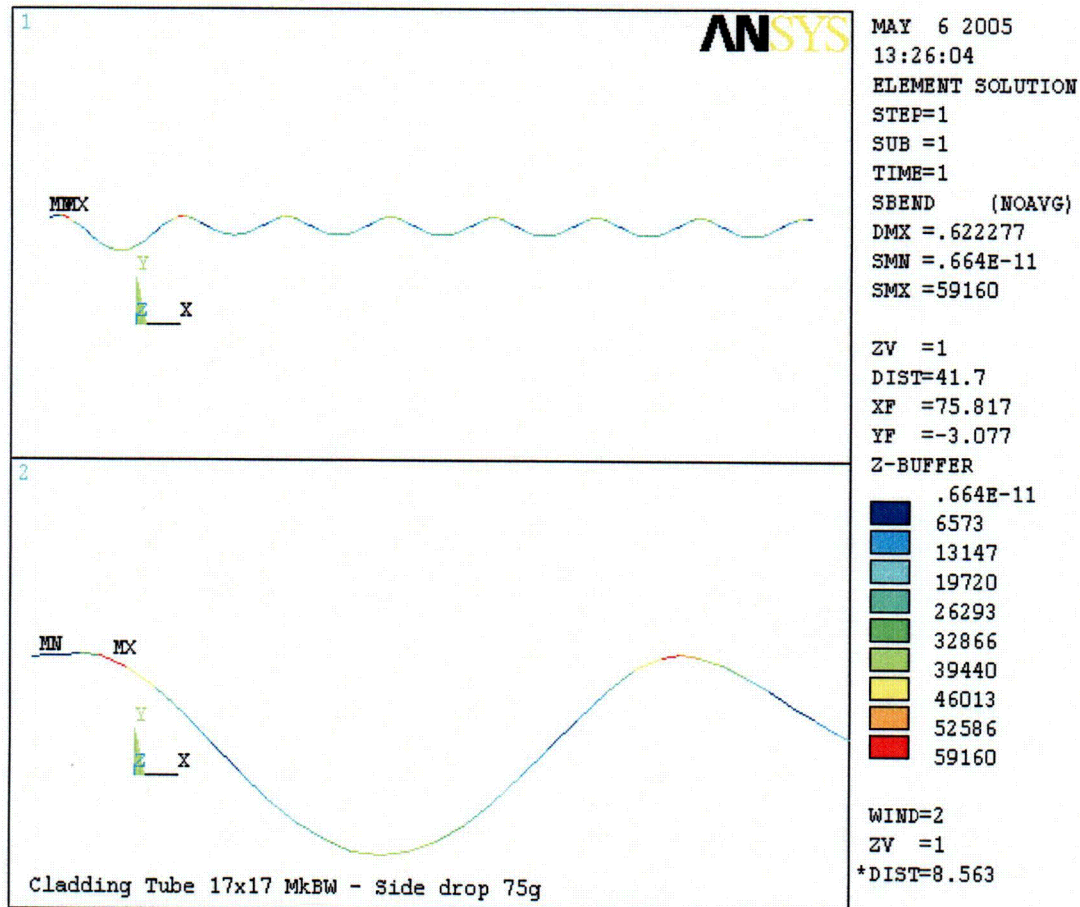 1
ANSYS
MAY 6 2005
13:26:04
ELEMENT SOLUTION
STEP=1
SUB =1
TIME=1
SBEND (NOAVG)
DMX =.622277
SMN =.664E-11
SMX =59160
MNMX
Y
Z X
ZV =1
DIST=41.7
XF =75.817
YF =-3.077
Z-BUFFER
.664E-11
6573
13147
19720
26293
32866
39440
46013
52586
59160
2
MN MX
Y
Z X
WIND=2
ZV =1
*DIST=8.563
Cladding Tube 17x17 MkBW - Side drop 75g